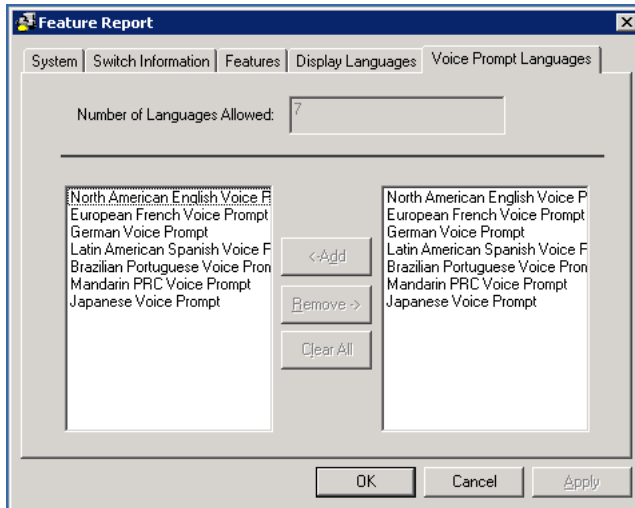 Feature Report
System
Switch Information
Features
Display Languages
Voice Prompt Languages
Number of Languages Allowed:
7
North American English Voice P
European French Voice Prompt
German Voice Prompt
Latin American Spanish Voice F
Brazilian Portuguese Voice Pron
Mandarin PRC Voice Prompt
Japanese Voice Prompt
<-Add
Remove ->
Clear All
North American English Voice P
European French Voice Prompt
German Voice Prompt
Latin American Spanish Voice F
Brazilian Portuguese Voice Pron
Mandarin PRC Voice Prompt
Japanese Voice Prompt
OK
Cancel
Apply